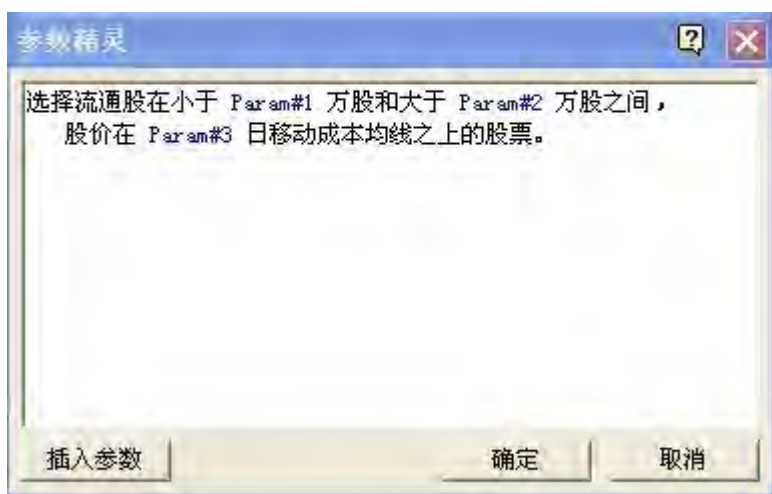 参数精灵
选择流通股在小于 Param#1 万股和大于 Param#2 万股之间，
股价在 Param#3 日移动成本均线之上的股票。
插入参数 确定 取消